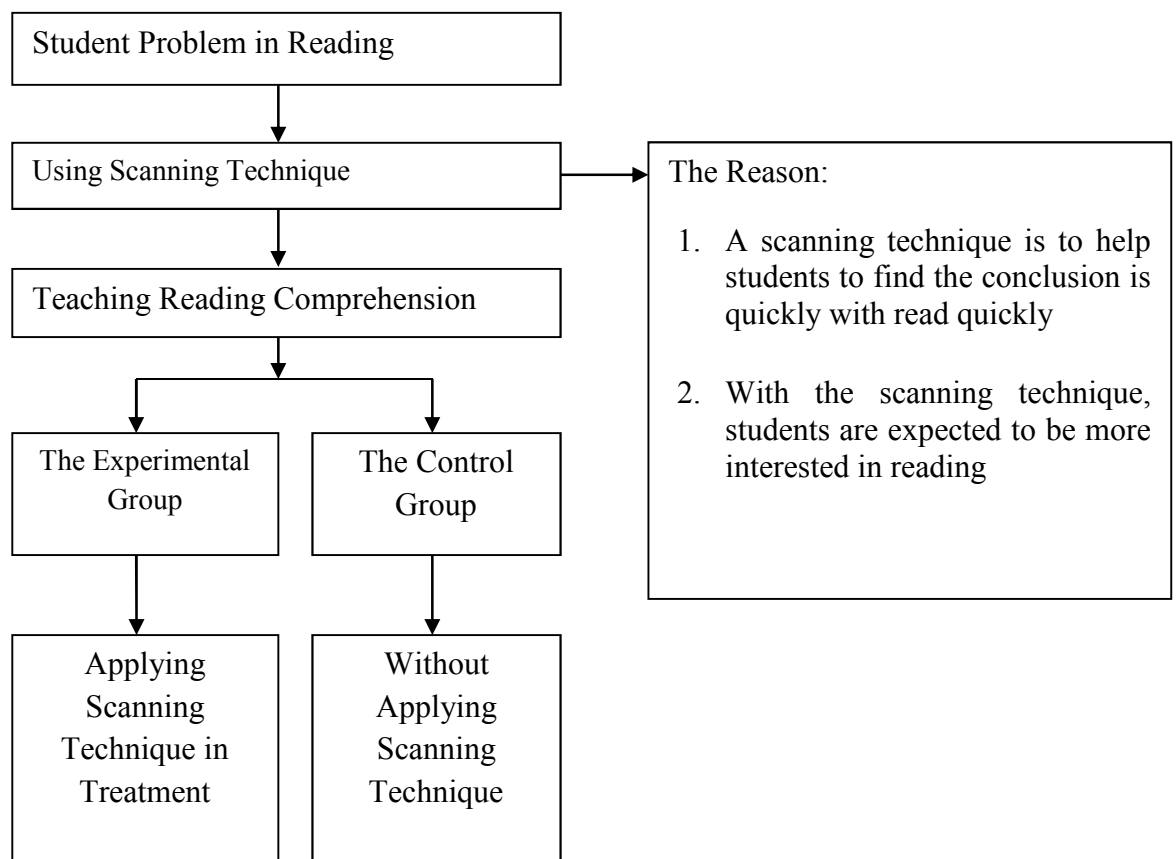 Student Problem in Reading
Using Scanning Technique
The Reason:
1. A scanning technique is to help
students to find the conclusion is
quickly with read quickly
2. With the scanning technique,
students are expected to be more
interested in reading
Teaching Reading Comprehension
The Experimental
Group
The Control
Group
Applying
Scanning
Technique in
Treatment
Without
Applying
Scanning
Technique